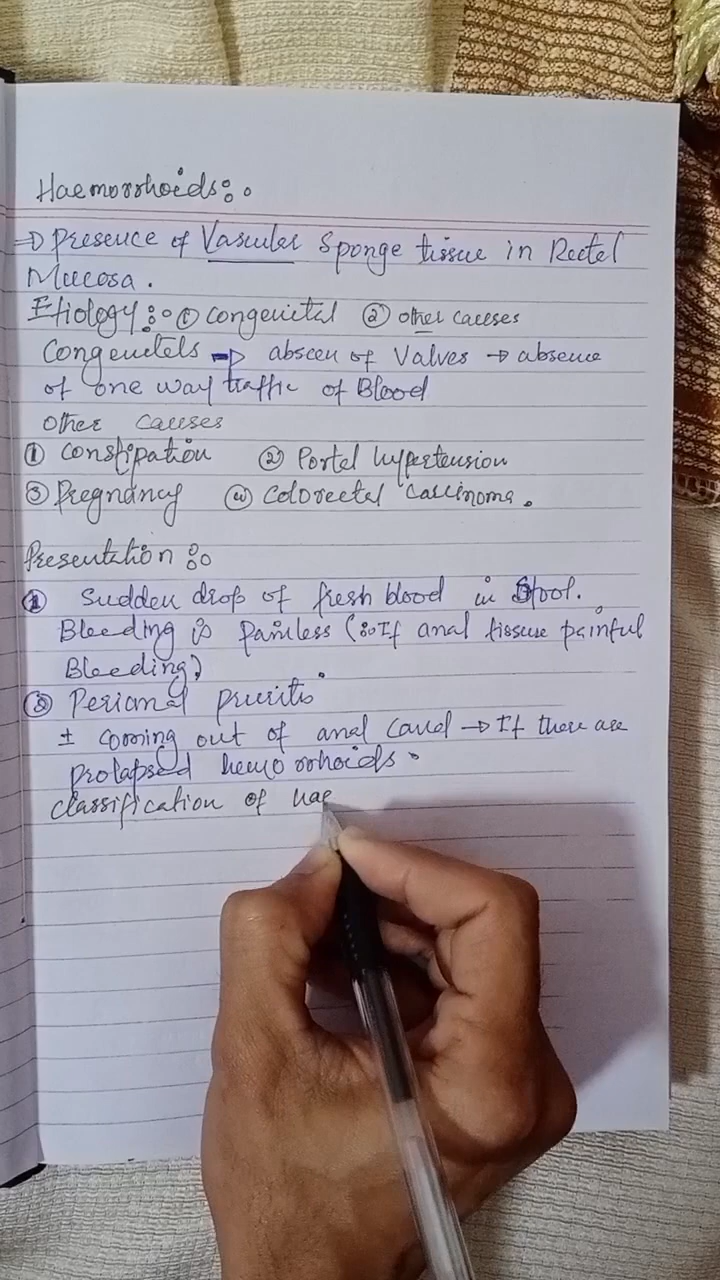 Haemorrhoids:
⇒ Presence of Vascular Sponge tissue in Rectal
Mucosa.
Etiology: ① congenital ② other causes
Congenitals → absen of Valves → absence
of one way traffic of Blood
other causes
① Constipation ② Portal hypertension
③ Pregnancy ④ Colorectal Carcinoma.
Presentation:
① Sudden drop of fresh blood in Stool.
Bleeding is Painless (∴ If anal tissue painful
Bleeding)
③ Perianal pruritis
± coming out of anal canal → If there are
prolapsed hemorrhoids.
classification of hae